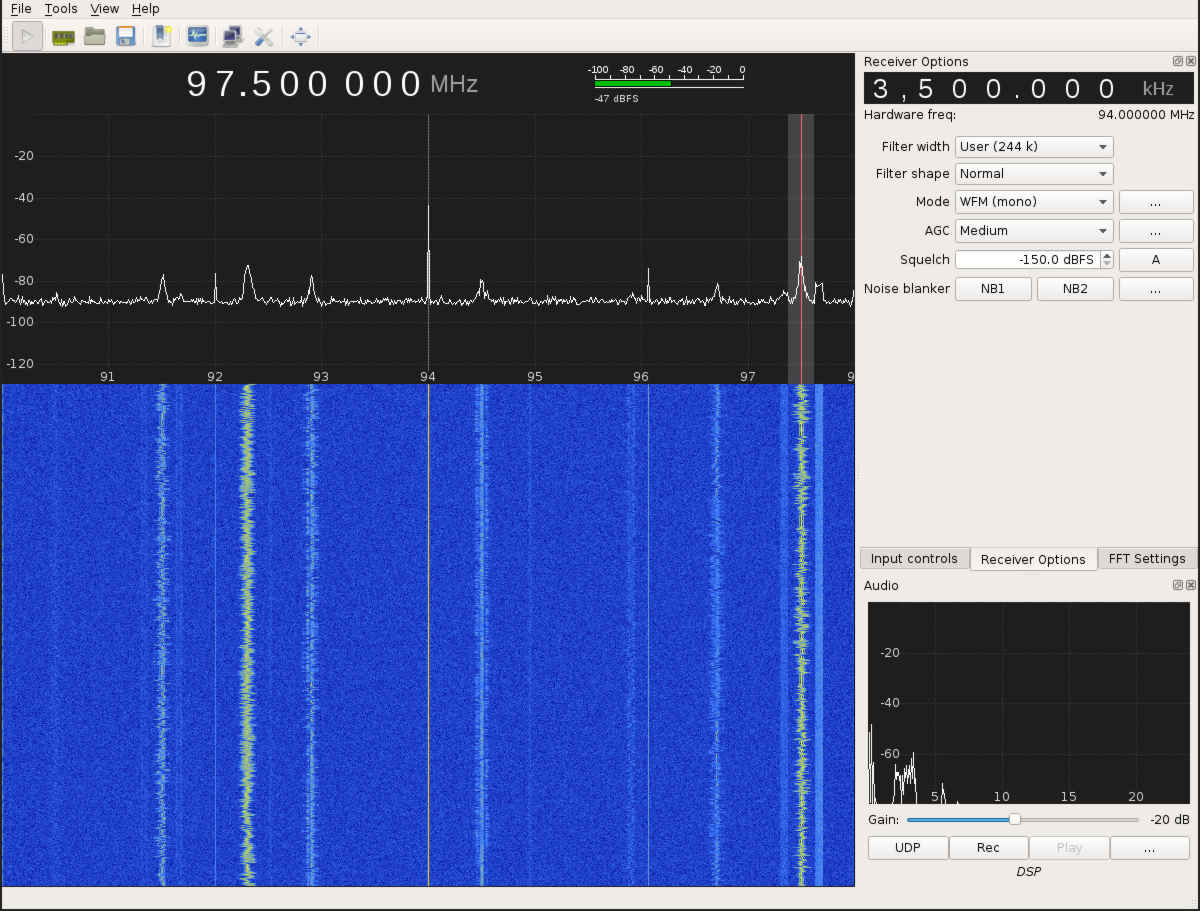 File Tools View Help
97.500 000 MHz
-100 -80 -60 -40 -20 0
-47 dBFS
-20
-40
-60
-80
-100
-120
91 92 93 94 95 96 97 9
Receiver Options
3,500.000 kHz
Hardware freq: 94.000000 MHz
Filter width User (244 k)
Filter shape Normal
Mode WFM (mono) ...
AGC Medium ...
Squelch -150.0 dBFS A
Noise blanker NB1 NB2 ...
Input controls Receiver Options FFT Settings
Audio
-20
-40
-60
5 10 15 20
Gain: -20 dB
UDP Rec Play ...
DSP